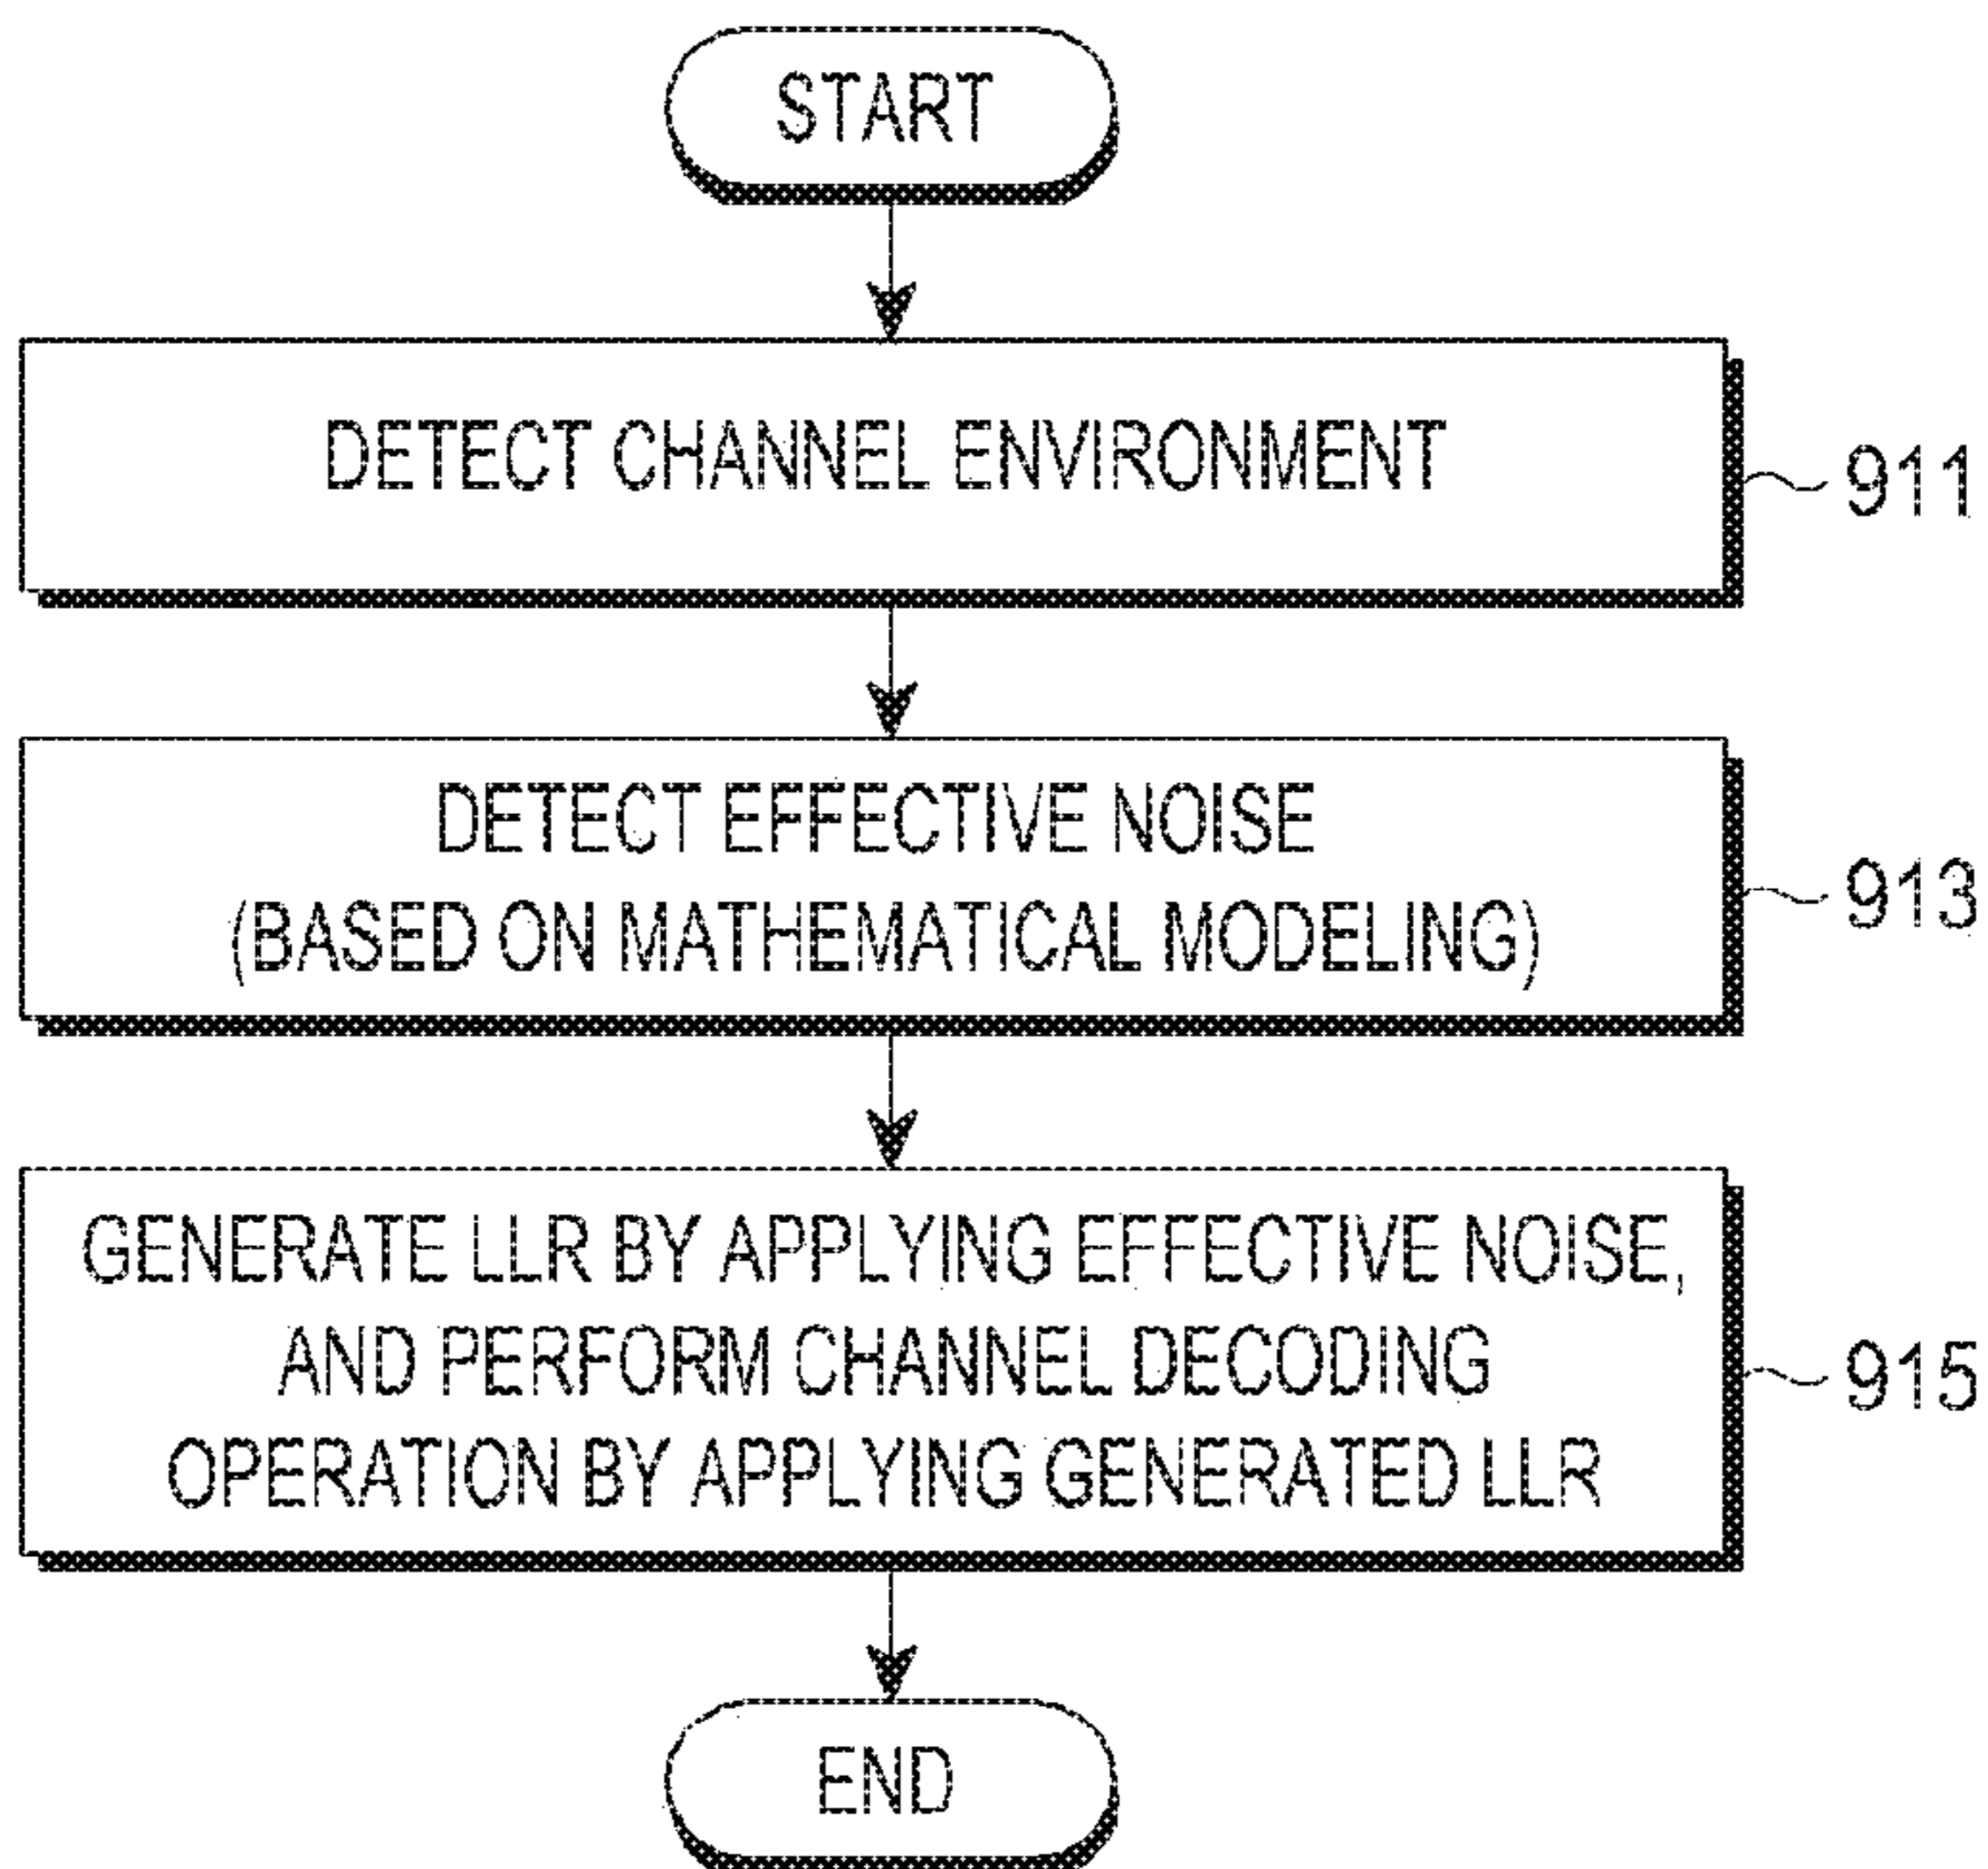 START
DETECT CHANNEL ENVIRONMENT
911
DETECT EFFECTIVE NOISE
(BASED ON MATHEMATICAL MODELING)
913
GENERATE LLR BY APPLYING EFFECTIVE NOISE,
AND PERFORM CHANNEL DECODING
OPERATION BY APPLYING GENERATED LLR
915
END